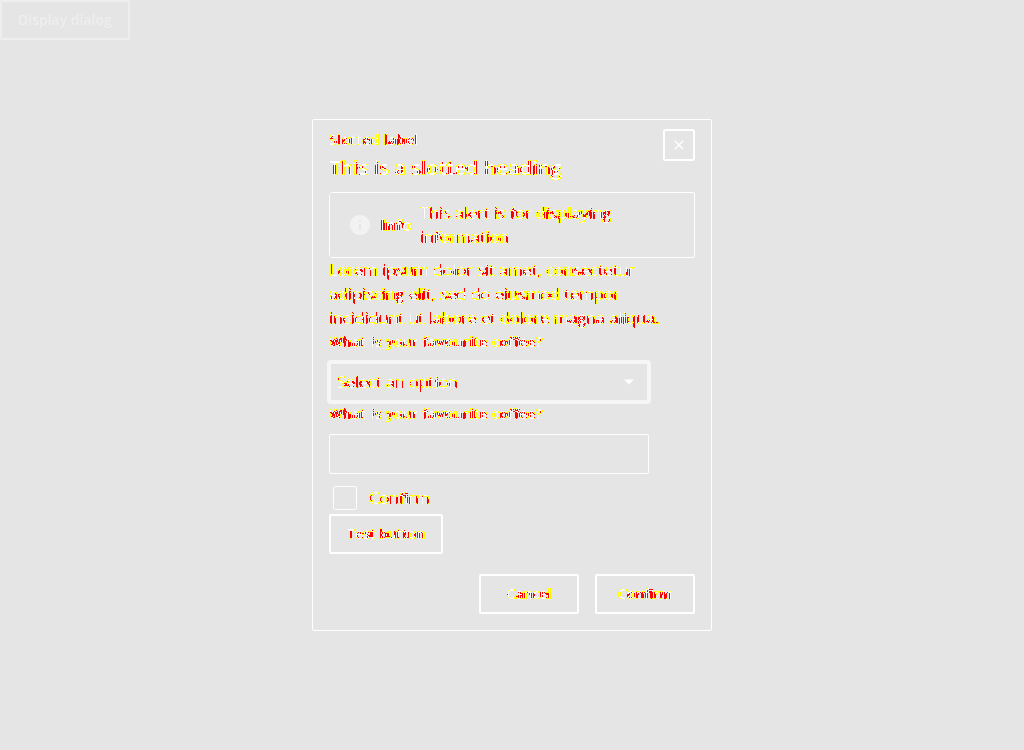 Display dialog
Slotted label
This is a slotted heading
Info
This alert is for displaying
information
Lorem ipsum dolor sit amet, consectetur
adipiscing elit, sed do eiusmod tempor
incididunt ut labore et dolore magna aliqua.
What is your favourite coffee?
Select an option
What is your favourite coffee?
Confirm
Test button
Cancel
Confirm